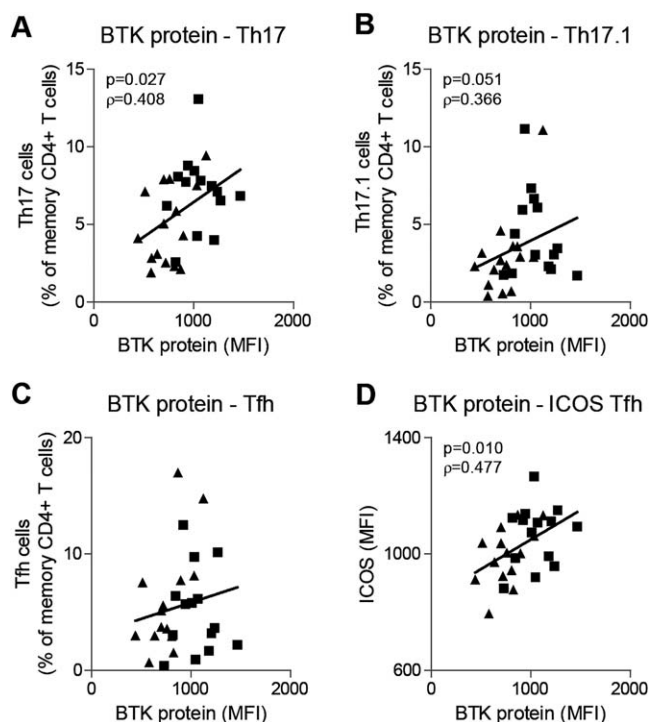 A
BTK protein - Th17
p=0.027
ρ=0.408
15
10
5
0
Th17 cells
(% of memory CD4+ T cells)
0
1000
2000
BTK protein (MFI)
B
BTK protein - Th17.1
p=0.051
ρ=0.366
15
10
5
0
Th17.1 cells
(% of memory CD4+ T cells)
0
1000
2000
BTK protein (MFI)
C
BTK protein - Tfh
20
10
0
Tfh cells
(% of memory CD4+ T cells)
0
1000
2000
BTK protein (MFI)
D
BTK protein - ICOS Tfh
p=0.010
ρ=0.477
1400
1000
600
ICOS (MFI)
0
1000
2000
BTK protein (MFI)